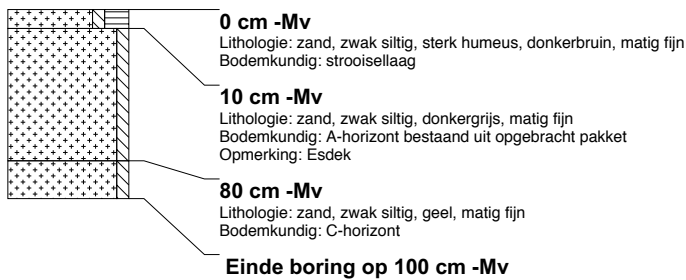 0 cm -Mv
Lithologie: zand, zwak siltig, sterk humeus, donkerbruin, matig fijn
Bodemkundig: strooisellaag
10 cm -Mv
Lithologie: zand, zwak siltig, donkergrijs, matig fijn
Bodemkundig: A-horizont bestaand uit opgebracht pakket
Opmerking: Esdek
80 cm -Mv
Lithologie: zand, zwak siltig, geel, matig fijn
Bodemkundig: C-horizont
Einde boring op 100 cm -Mv